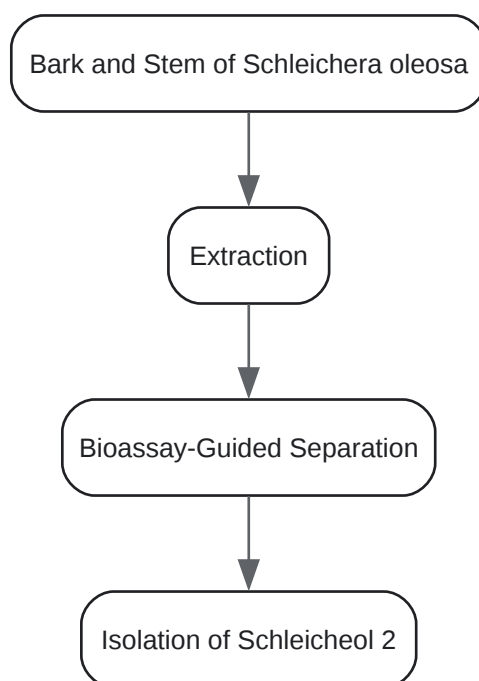 Bark and Stem of Schleichera oleosa
Extraction
Bioassay-Guided Separation
Isolation of Schleicheol 2